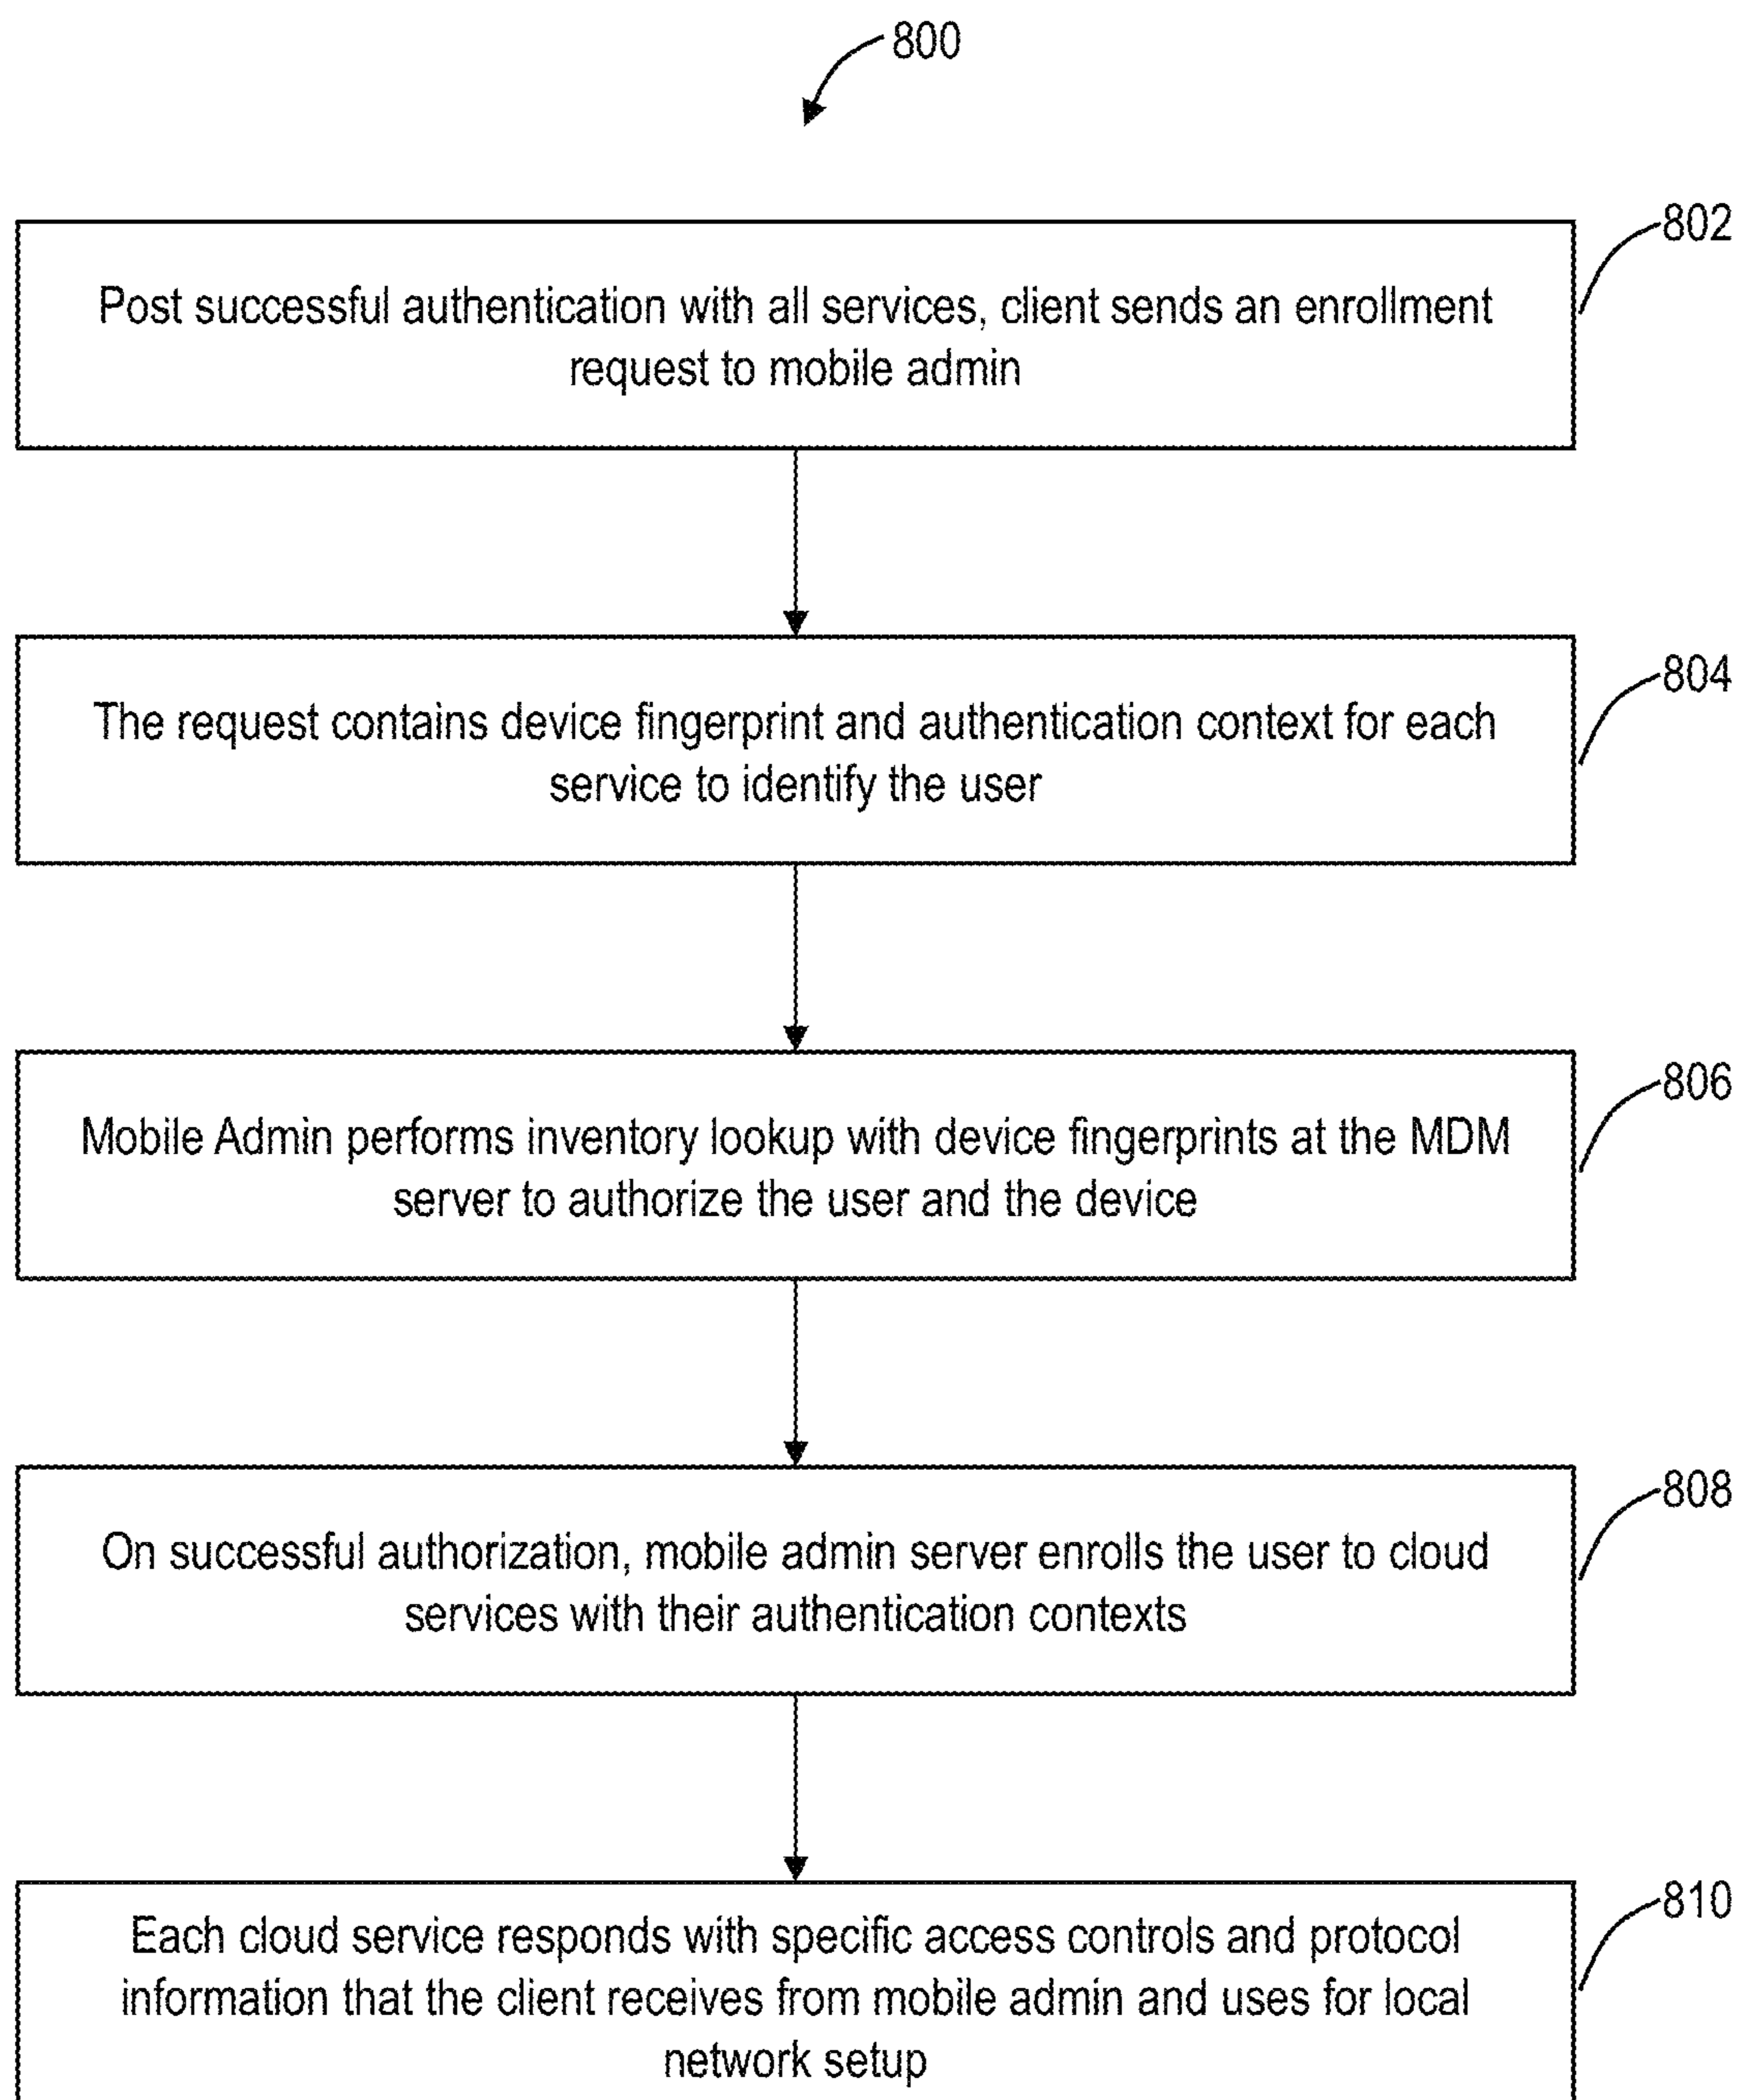 800
802
Post successful authentication with all services, client sends an enrollment
request to mobile admin
804
The request contains device fingerprint and authentication context for each
service to identify the user
806
Mobile Admin performs inventory lookup with device fingerprints at the MDM
server to authorize the user and the device
808
On successful authorization, mobile admin server enrolls the user to cloud
services with their authentication contexts
810
Each cloud service responds with specific access controls and protocol
information that the client receives from mobile admin and uses for local
network setup